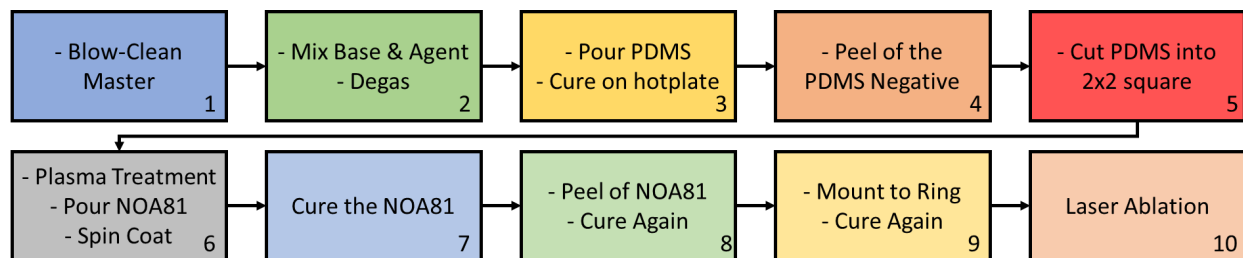 - Blow-Clean
Master
1
- Mix Base & Agent
- Degas
2
- Pour PDMS
- Cure on hotplate
3
- Peel of the
PDMS Negative
4
- Cut PDMS into
2x2 square
5
- Plasma Treatment
- Pour NOA81
- Spin Coat
6
Cure the NOA81
7
- Peel of NOA81
- Cure Again
8
- Mount to Ring
- Cure Again
9
Laser Ablation
10